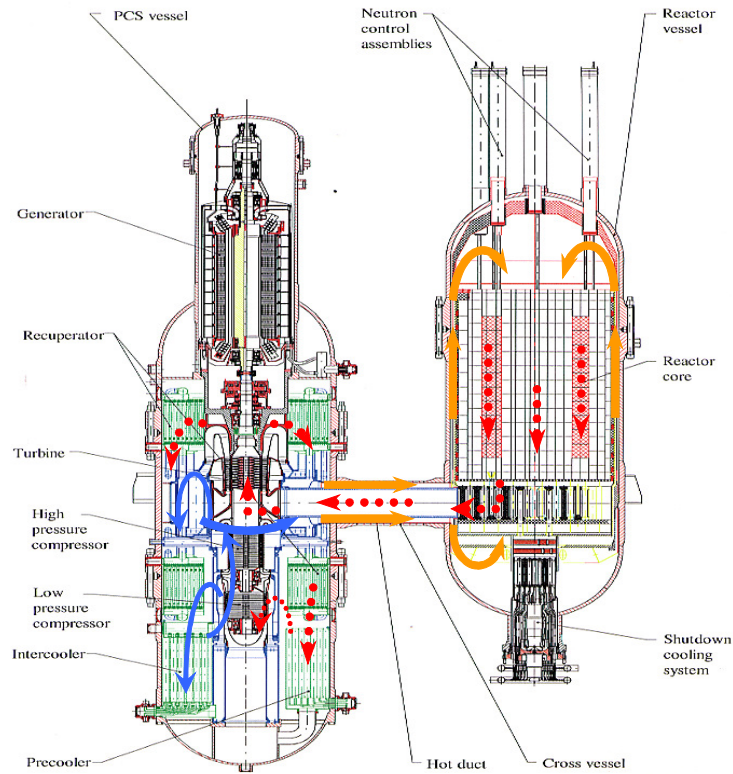 PCS vessel
Neutron
control
assemblies
Reactor
vessel
Generator
Recuperator
Reactor
core
Turbine
High
pressure
compressor
Low
pressure
compressor
Intercooler
Shutdown
cooling
system
Precooler
Hot duct
Cross vessel